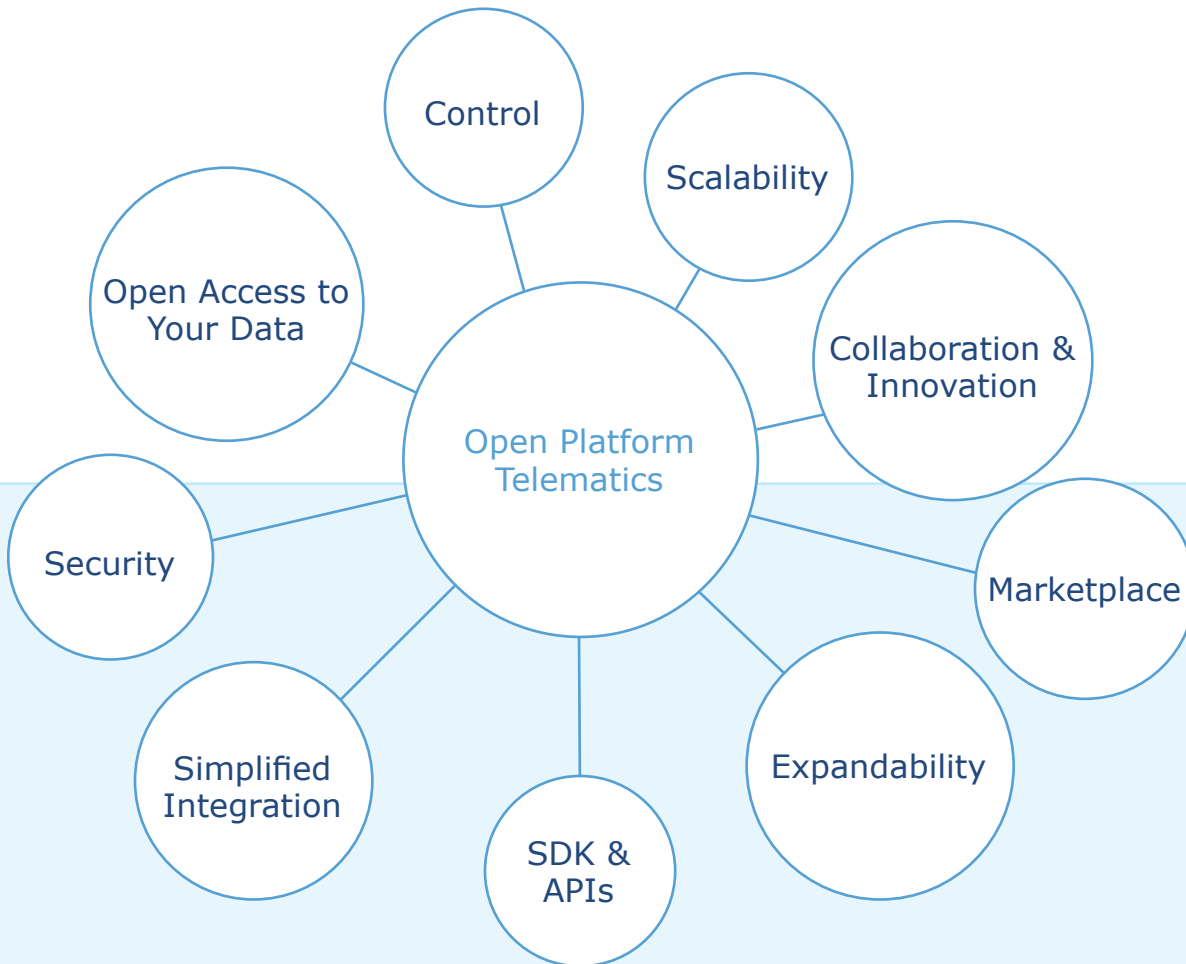 Control
Scalability
Open Access to
Your Data
Collaboration &
Innovation
Open Platform
Telematics
Security
Marketplace
Simplified
Integration
Expandability
SDK &
APIs